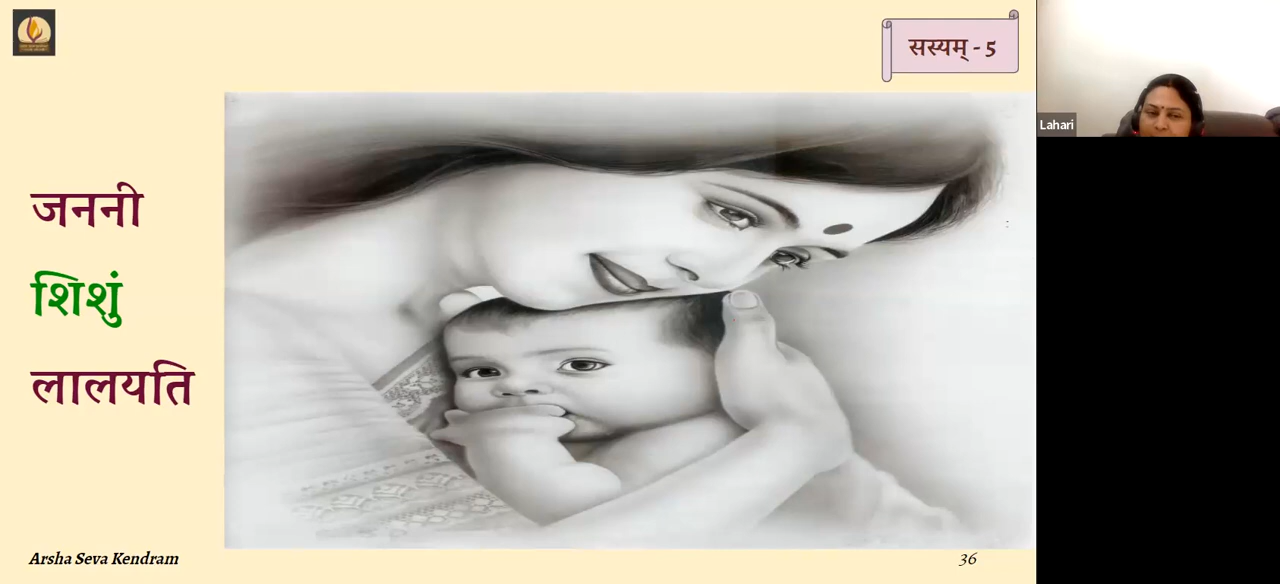 सस्यम् - 5
Lahari
जननी
शिशुं
लालयति
Arsha Seva Kendram
36